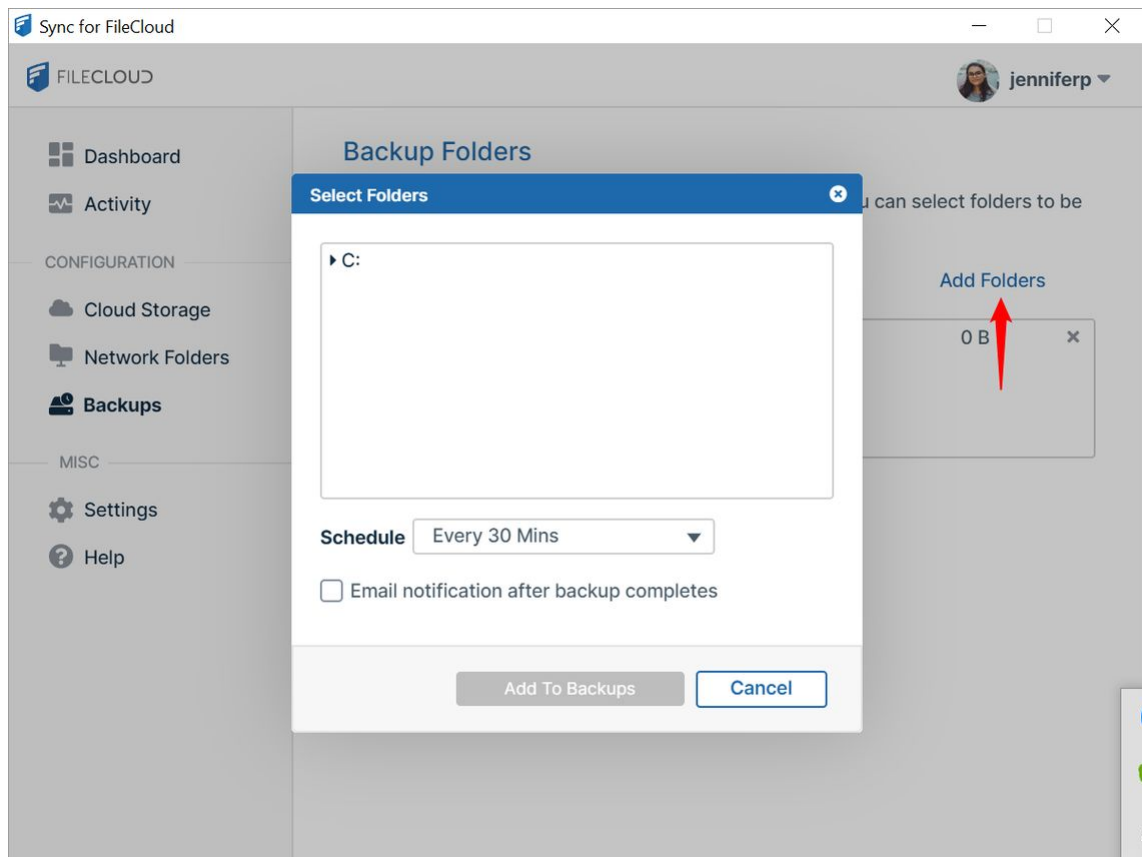 Sync for FileCloud
FILECLOUD
jenniferp
Dashboard
Activity
CONFIGURATION
Cloud Storage
Network Folders
Backups
MISC
Settings
Help
Backup Folders
can select folders to be
Add Folders
0 B
Select Folders
C:
Schedule Every 30 Mins
Email notification after backup completes
Add To Backups Cancel